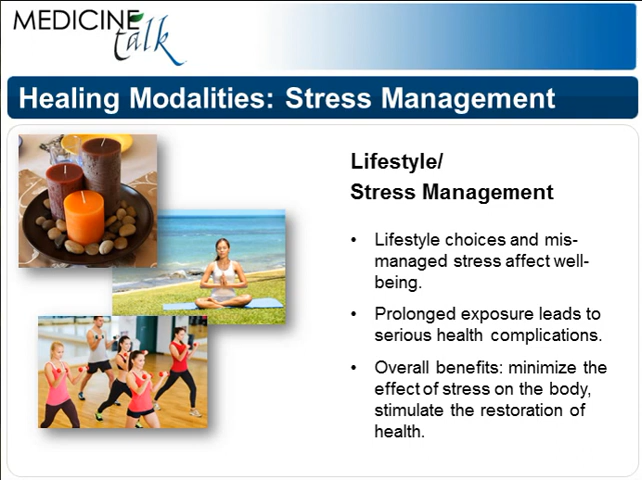 MEDICINE
talk
Healing Modalities: Stress Management
Lifestyle/
Stress Management
• Lifestyle choices and mis-
managed stress affect well-
being.
• Prolonged exposure leads to
serious health complications.
• Overall benefits: minimize the
effect of stress on the body,
stimulate the restoration of
health.